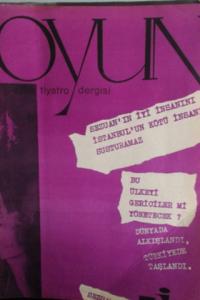 oyun
tiyatro dergisi
SEZUAN'IN İYİ İNSANINI
İSTANBUL'UN KÖTÜ İNSANI
SUSTURAMAZ
BU
ÜLKEYİ
GERİCİLER Mİ
YÖNETECEK ?
DÜNYADA
ALKIŞLANDI,
TÜRKİYEDE
TAŞLANDI.